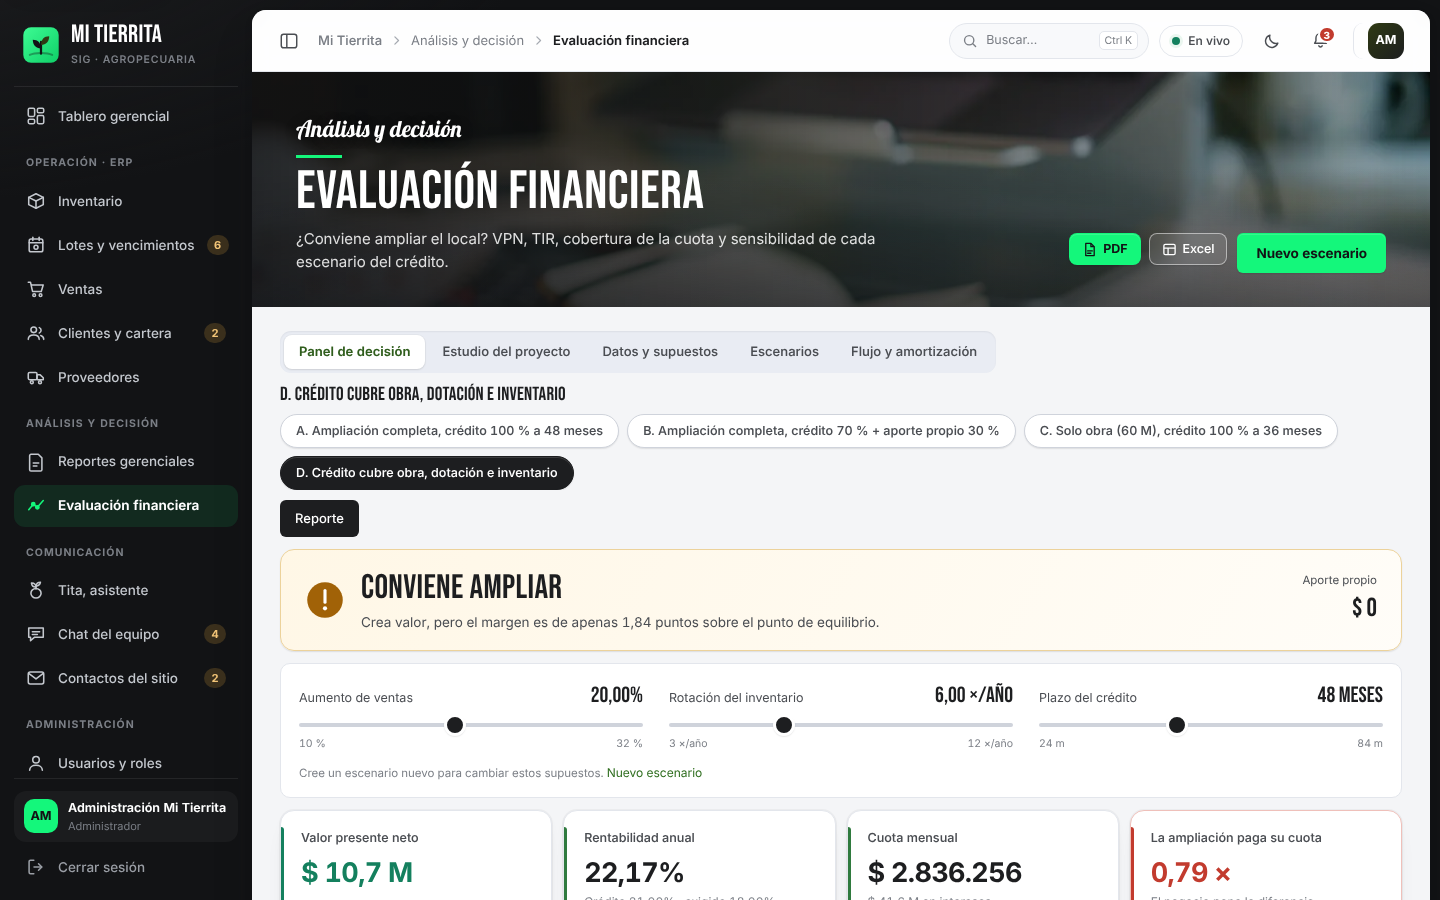 MI TIERRITA
SIG · AGROPECUARIA
Tablero gerencial
OPERACIÓN · ERP
Inventario
Lotes y vencimientos 6
Ventas
Clientes y cartera 2
Proveedores
ANÁLISIS Y DECISIÓN
Reportes gerenciales
Evaluación financiera
COMUNICACIÓN
Tita, asistente
Chat del equipo 4
Contactos del sitio 2
ADMINISTRACIÓN
Usuarios y roles
AM Administración Mi Tierrita
Administrador
Cerrar sesión
Mi Tierrita > Análisis y decisión > Evaluación financiera
Buscar... Ctrl K
En vivo
3
AM
Análisis y decisión
EVALUACIÓN FINANCIERA
¿Conviene ampliar el local? VPN, TIR, cobertura de la cuota y sensibilidad de cada
escenario del crédito.
PDF Excel Nuevo escenario
Panel de decisión Estudio del proyecto Datos y supuestos Escenarios Flujo y amortización
D. CRÉDITO CUBRE OBRA, DOTACIÓN E INVENTARIO
A. Ampliación completa, crédito 100 % a 48 meses B. Ampliación completa, crédito 70 % + aporte propio 30 % C. Solo obra (60 M), crédito 100 % a 36 meses
D. Crédito cubre obra, dotación e inventario
Reporte
CONVIENE AMPLIAR
Crea valor, pero el margen es de apenas 1,84 puntos sobre el punto de equilibrio.
Aporte propio
$ 0
Aumento de ventas 20,00%
10 % 32 %
Rotación del inventario 6,00 ×/AÑO
3 ×/año 12 ×/año
Plazo del crédito 48 MESES
24 m 84 m
Cree un escenario nuevo para cambiar estos supuestos. Nuevo escenario
Valor presente neto
$ 10,7 M
Rentabilidad anual
22,17%
Cuota mensual
$ 2.836.256
La ampliación paga su cuota
0,79 ×